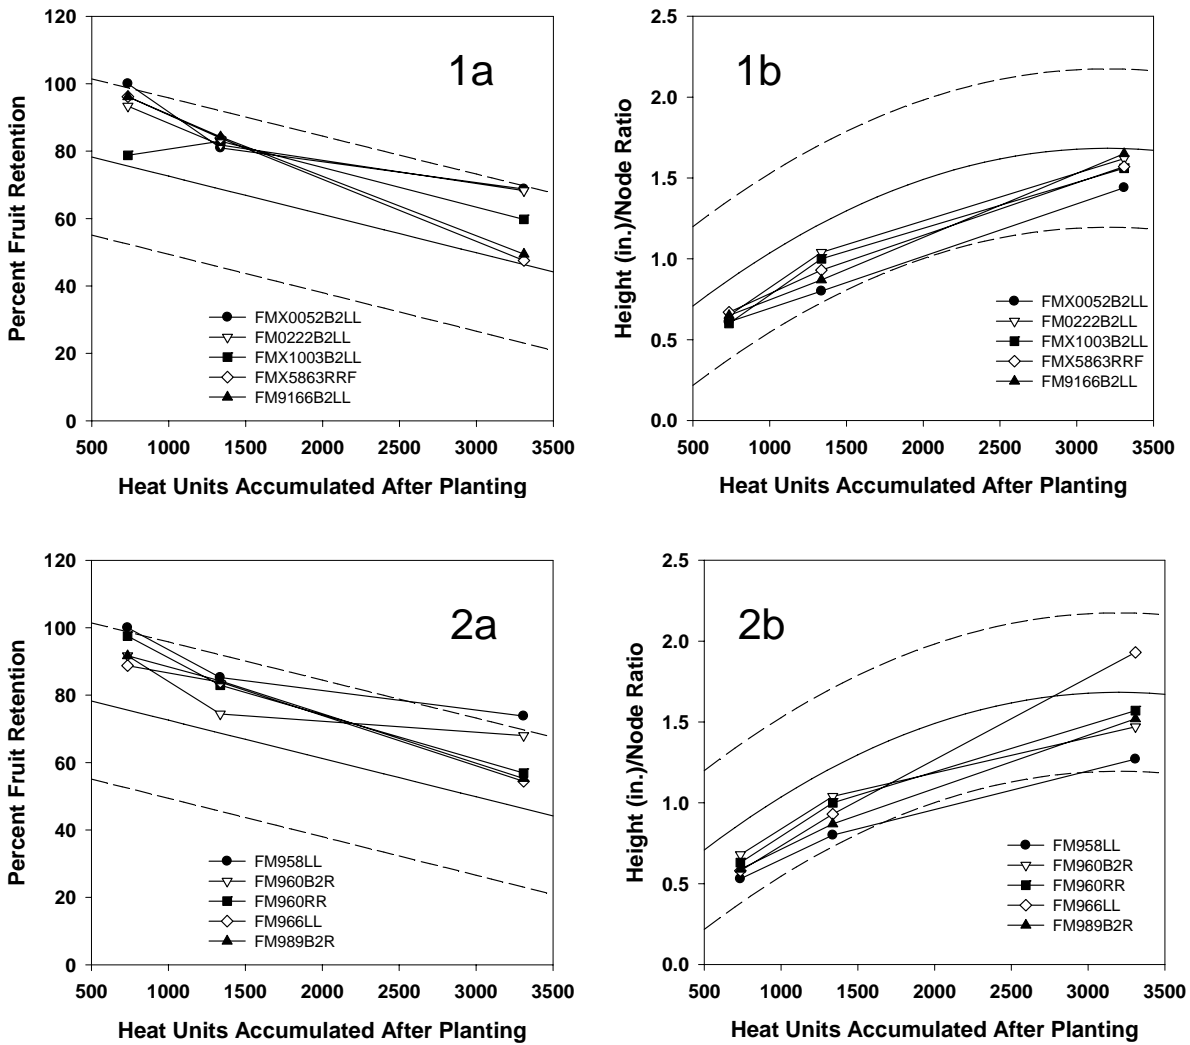 120
100
80
60
40
20
0
Percent Fruit Retention
1a
FMX0052B2LL
FM0222B2LL
FMX1003B2LL
FMX5863RRF
FM9166B2LL
500 1000 1500 2000 2500 3000 3500
Heat Units Accumulated After Planting
2.5
2.0
1.5
1.0
0.5
0.0
Height (in.)/Node Ratio
1b
FMX0052B2LL
FM0222B2LL
FMX1003B2LL
FMX5863RRF
FM9166B2LL
500 1000 1500 2000 2500 3000 3500
Heat Units Accumulated After Planting
120
100
80
60
40
20
0
Percent Fruit Retention
2a
FM958LL
FM960B2R
FM960RR
FM966LL
FM989B2R
500 1000 1500 2000 2500 3000 3500
Heat Units Accumulated After Planting
2.5
2.0
1.5
1.0
0.5
0.0
Height (in.)/Node Ratio
2b
FM958LL
FM960B2R
FM960RR
FM966LL
FM989B2R
500 1000 1500 2000 2500 3000 3500
Heat Units Accumulated After Planting